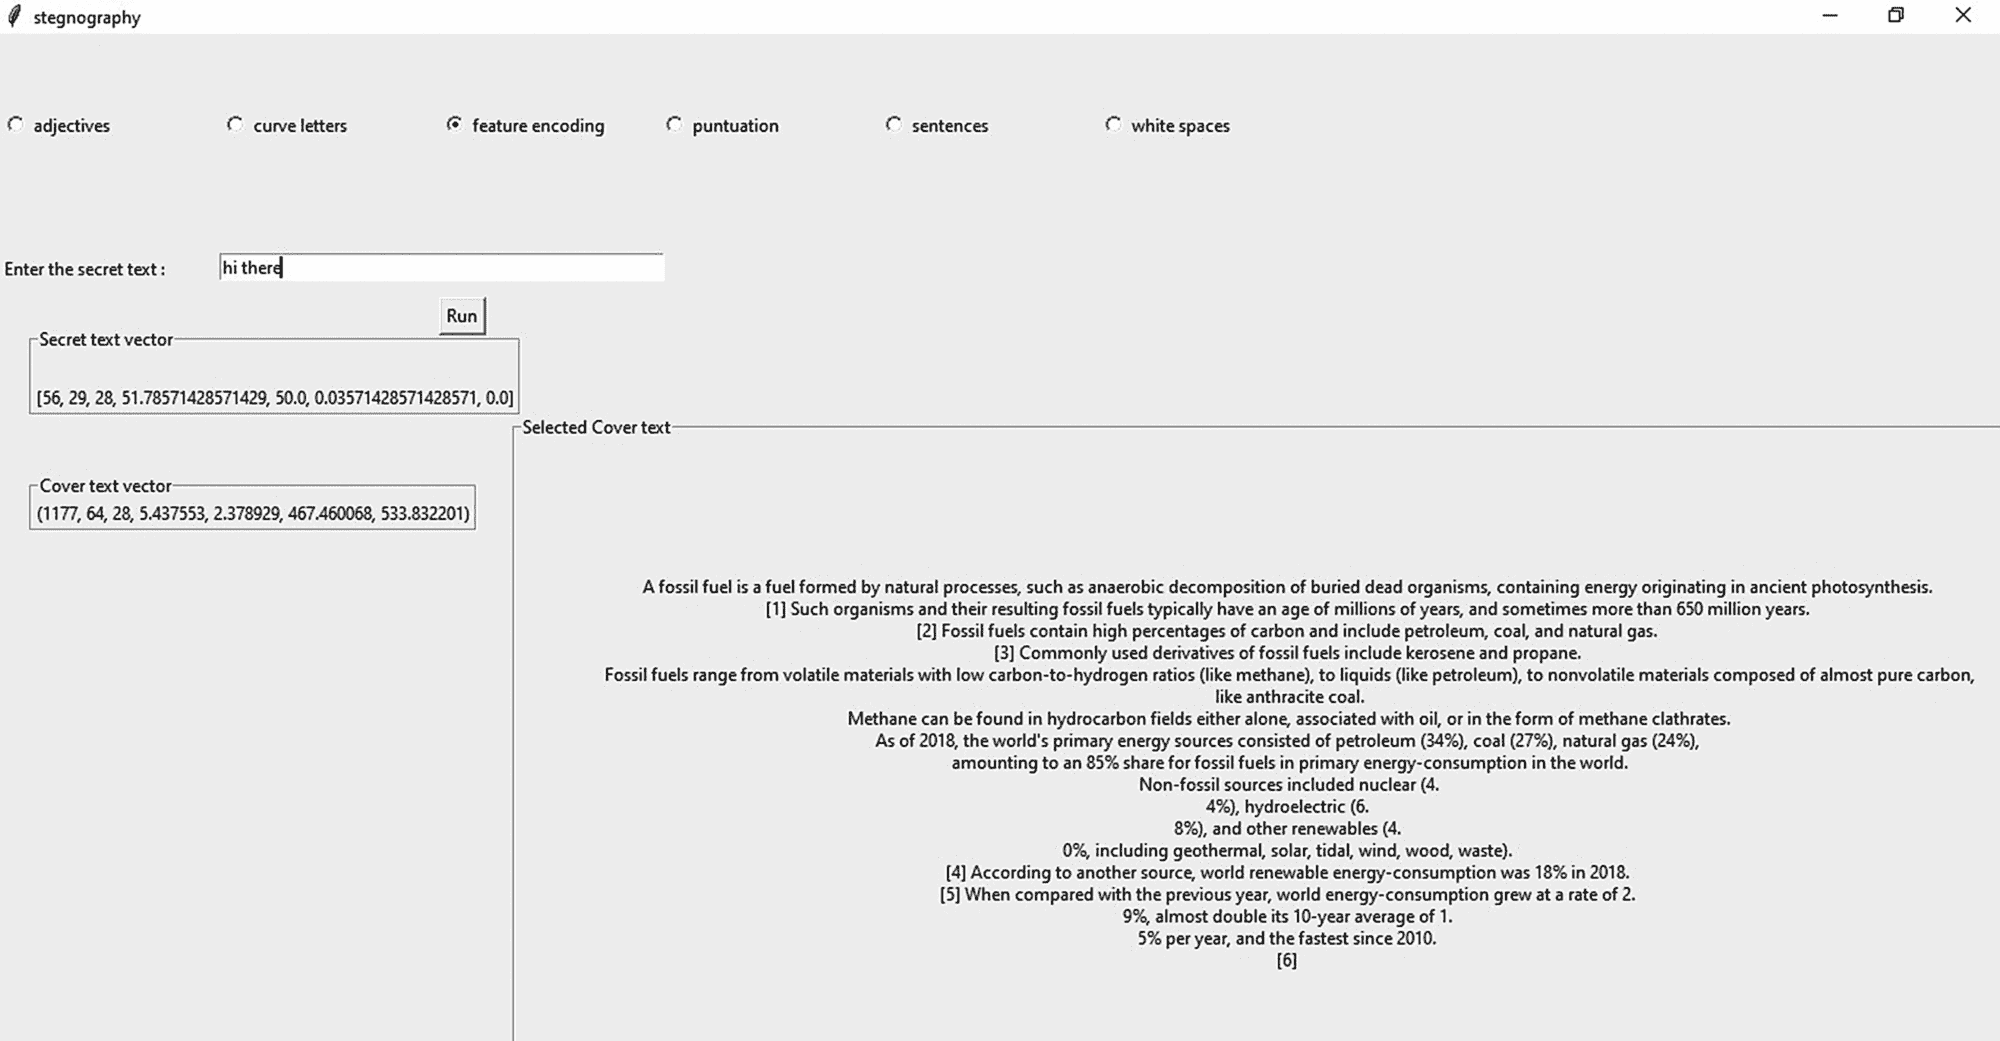 stegnography
adjectives curve letters feature encoding puntuation sentences white spaces
Enter the secret text : hi there
Run
Secret text vector
[56, 29, 28, 51.78571428571429, 50.0, 0.03571428571428571, 0.0]
Selected Cover text
Cover text vector
(1177, 64, 28, 5.437553, 2.378929, 467.460068, 533.832201)
A fossil fuel is a fuel formed by natural processes, such as anaerobic decomposition of buried dead organisms, containing energy originating in ancient photosynthesis.
[1] Such organisms and their resulting fossil fuels typically have an age of millions of years, and sometimes more than 650 million years.
[2] Fossil fuels contain high percentages of carbon and include petroleum, coal, and natural gas.
[3] Commonly used derivatives of fossil fuels include kerosene and propane.
Fossil fuels range from volatile materials with low carbon-to-hydrogen ratios (like methane), to liquids (like petroleum), to nonvolatile materials composed of almost pure carbon,
like anthracite coal.
Methane can be found in hydrocarbon fields either alone, associated with oil, or in the form of methane clathrates.
As of 2018, the world's primary energy sources consisted of petroleum (34%), coal (27%), natural gas (24%),
amounting to an 85% share for fossil fuels in primary energy-consumption in the world.
Non-fossil sources included nuclear (4.
4%), hydroelectric (6.
8%), and other renewables (4.
0%, including geothermal, solar, tidal, wind, wood, waste).
[4] According to another source, world renewable energy-consumption was 18% in 2018.
[5] When compared with the previous year, world energy-consumption grew at a rate of 2.
9%, almost double its 10-year average of 1.
5% per year, and the fastest since 2010.
[6]